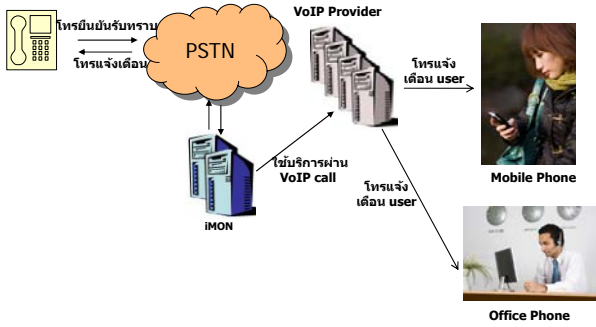 VoIP Provider
โทรยืนยันรับทราบ
PSTN
โทรแจ้งเตือน
โทรแจ้ง
เตือน user
ใช้บริการผ่าน
VoIP call
Mobile Phone
โทรแจ้ง
เตือน user
iMON
Office Phone